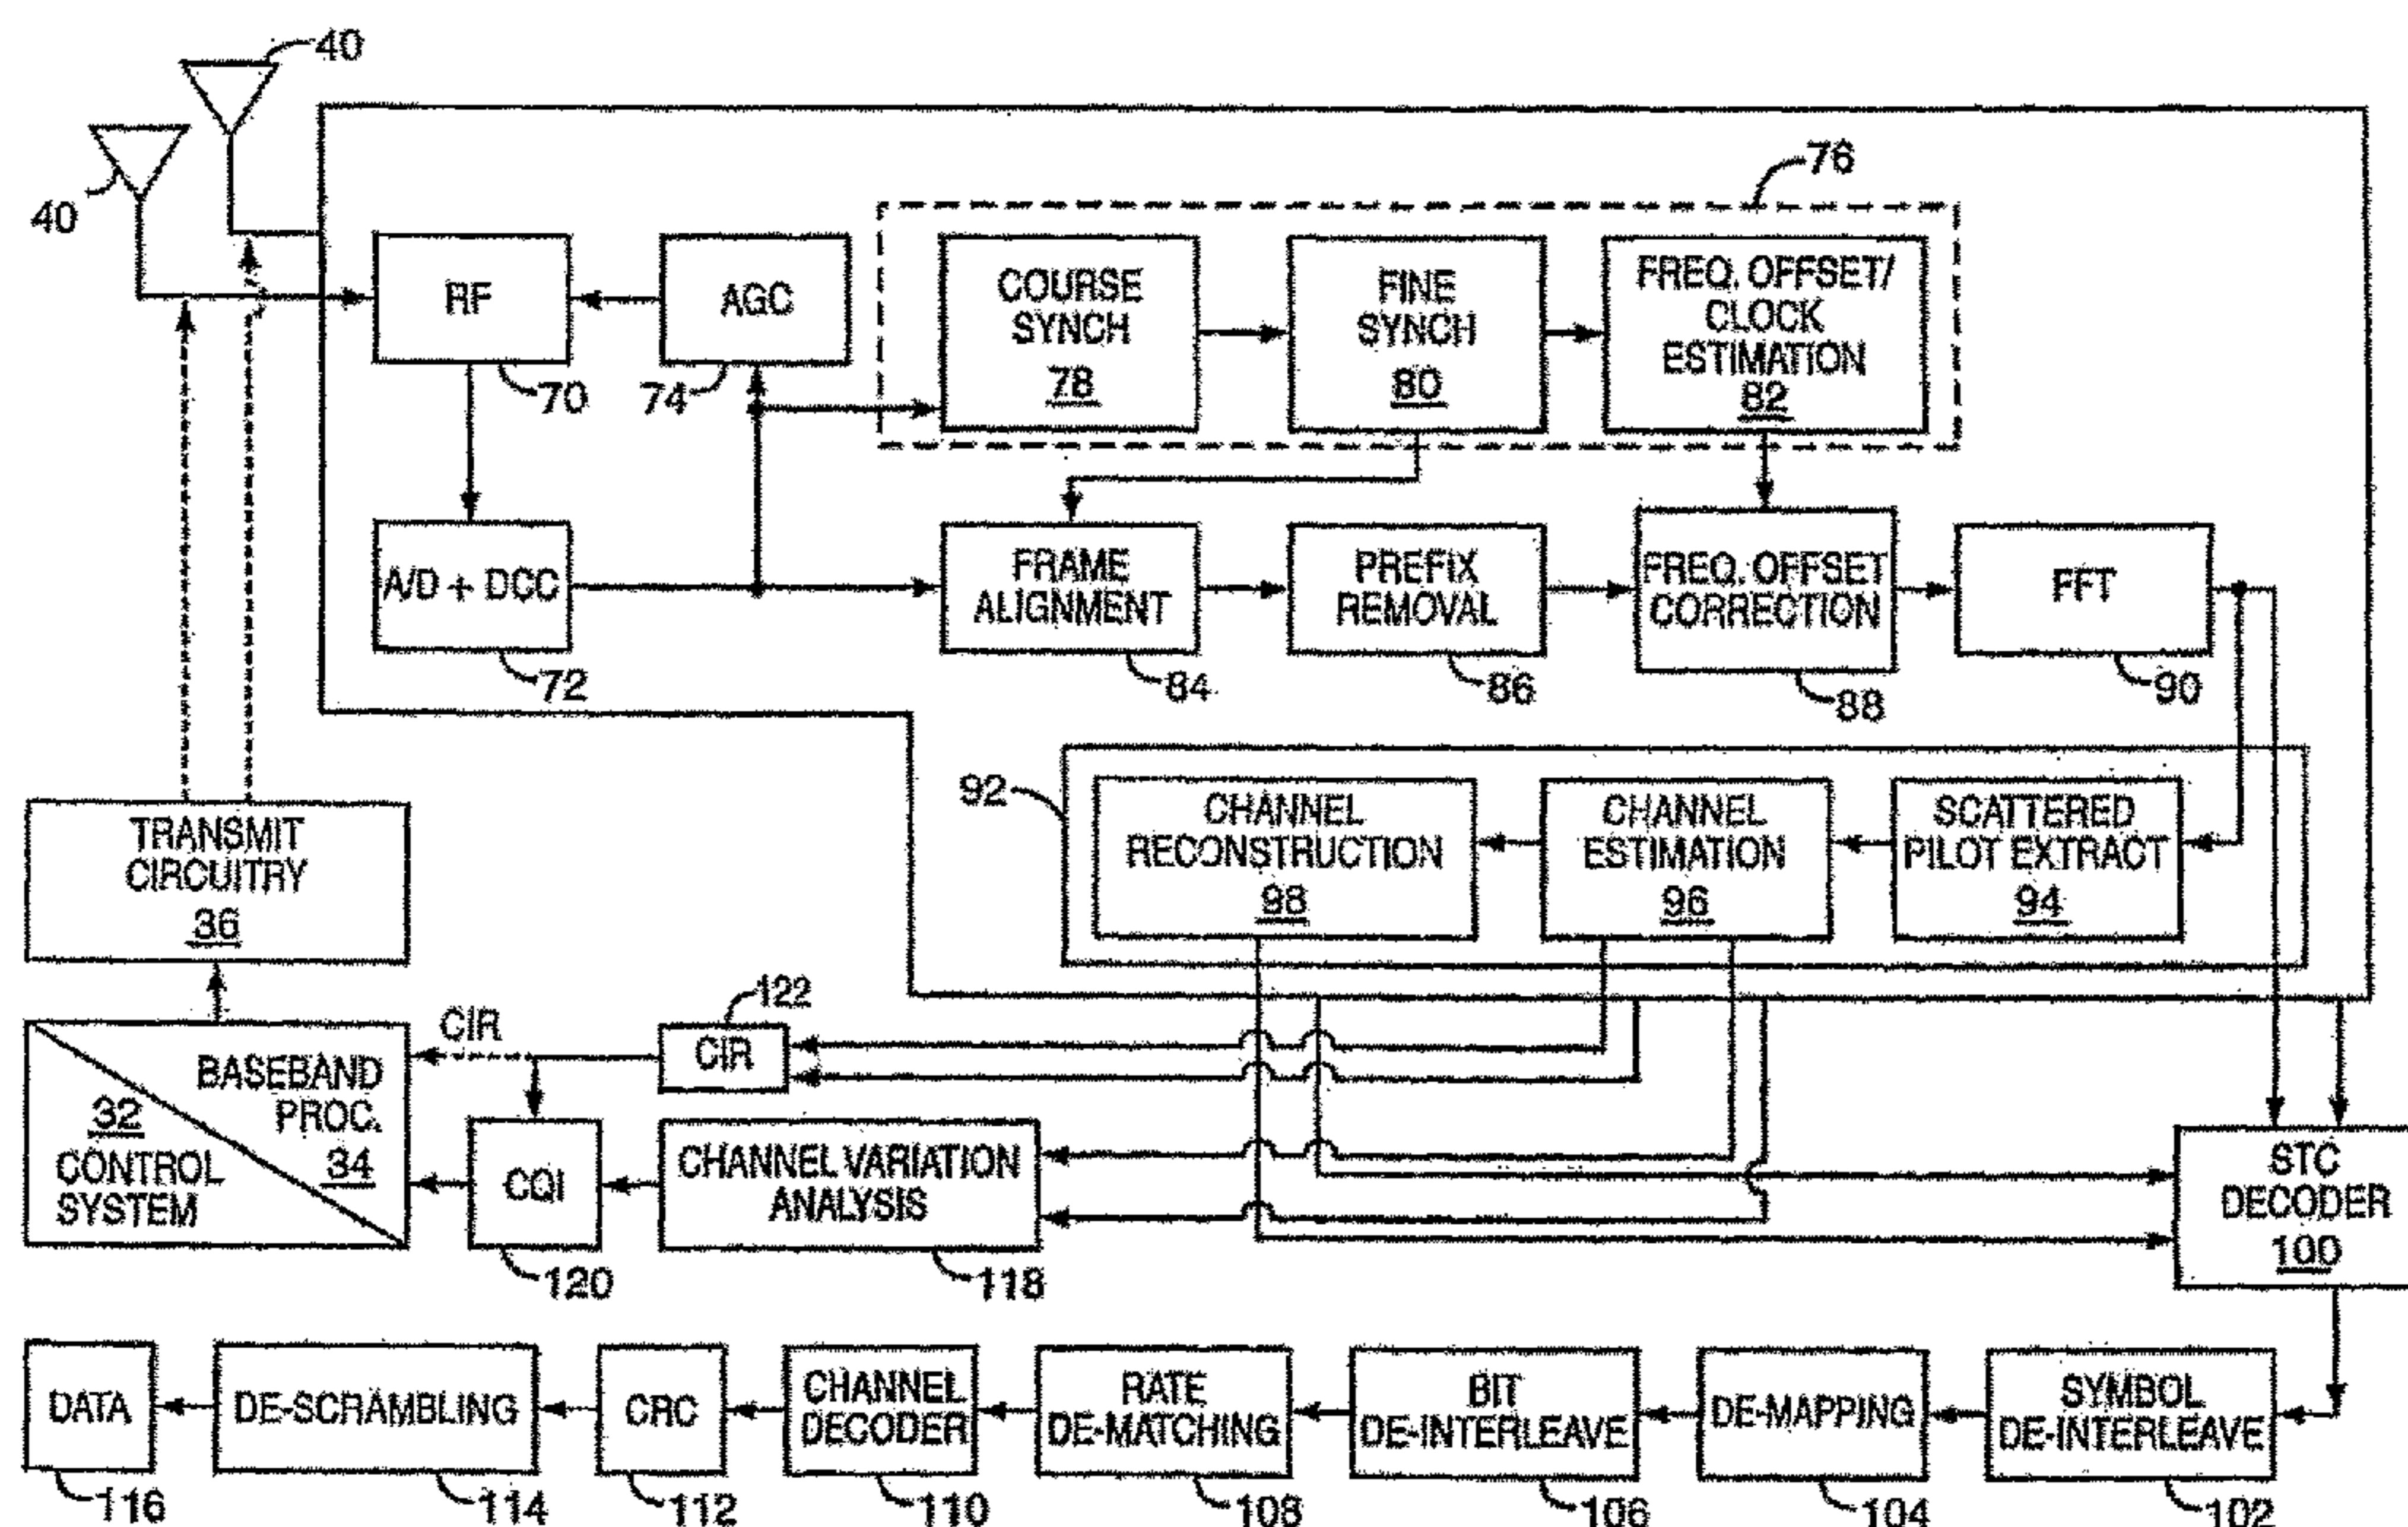 40
40
76
RF
AGC
COURSE
SYNCH
78
FINE
SYNCH
80
FREQ. OFFSET/
CLOCK
ESTIMATION
82
70
74
A/D + DCC
FRAME
ALIGNMENT
PREFIX
REMOVAL
FREQ. OFFSET
CORRECTION
FFT
72
84
86
88
90
92
CHANNEL
RECONSTRUCTION
98
CHANNEL
ESTIMATION
96
SCATTERED
PILOT EXTRACT
94
TRANSMIT
CIRCUITRY
36
122
CIR
CIR
BASEBAND
PROC.
34
32
CONTROL
SYSTEM
CQI
CHANNEL VARIATION
ANALYSIS
STC
DECODER
100
120
118
DATA
DE-SCRAMBLING
CRC
CHANNEL
DECODER
RATE
DE-MATCHING
BIT
DE-INTERLEAVE
DE-MAPPING
SYMBOL
DE-INTERLEAVE
116
114
112
110
108
106
104
102